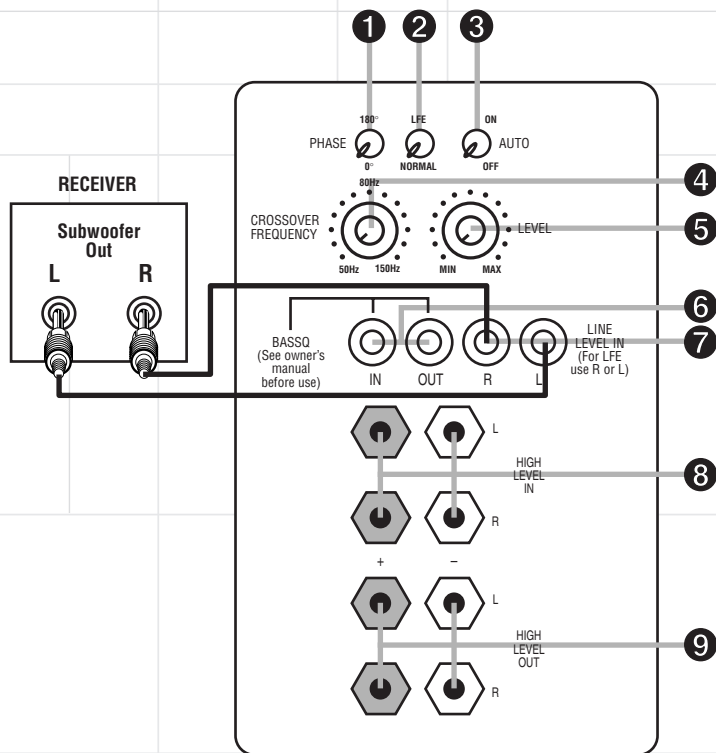 1 2 3
180° LFE ON
PHASE AUTO
0° NORMAL OFF
80Hz
4
RECEIVER
Subwoofer
Out
L R
CROSSOVER
FREQUENCY
LEVEL
5
50Hz 150Hz MIN MAX
6
BASSQ
(See owner's
manual
before use)
IN OUT R L
LINE
LEVEL IN
(For LFE
use R or L)
7
L
HIGH
LEVEL
IN
8
R
+ –
L
HIGH
LEVEL
OUT
9
R